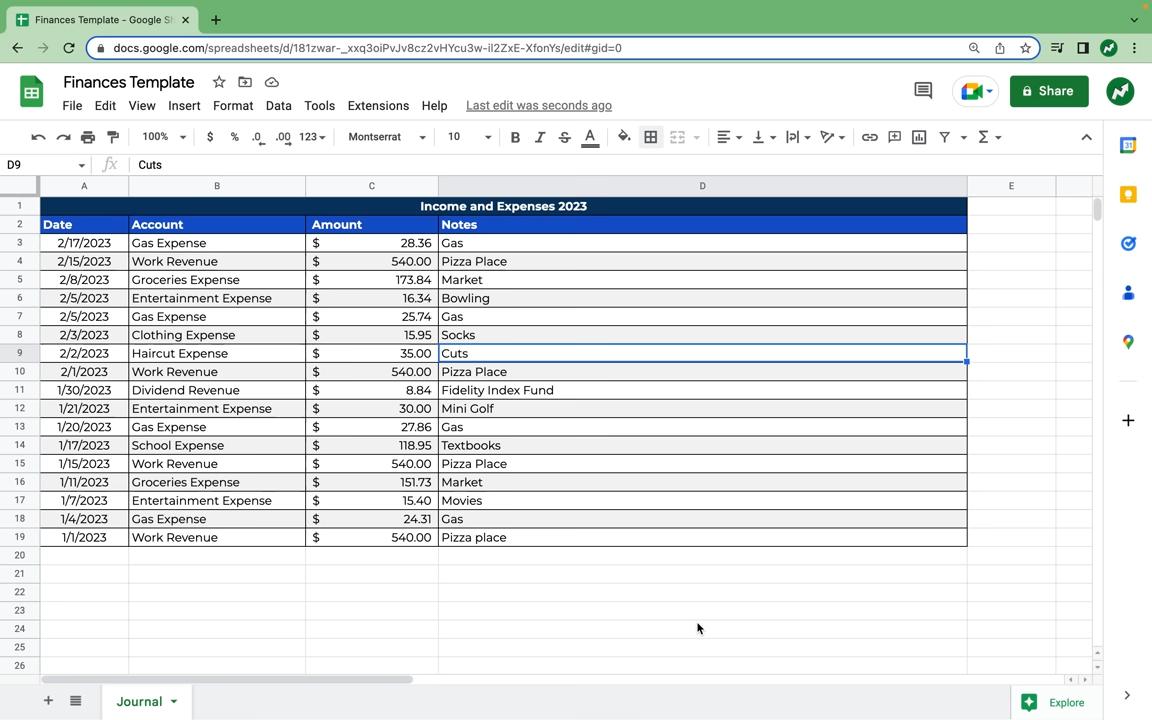 Finances Template - Google Sh
docs.google.com/spreadsheets/d/181zwar-_xxq3oiPvJv8cz2vHYcu3w-il2ZxE-XfonYs/edit#gid=0
Finances Template
File Edit View Insert Format Data Tools Extensions Help Last edit was seconds ago
Share
100% $ % .0 .00 123 Montserrat 10 B I S A Σ
D9 fx Cuts
A B C D E
1 Income and Expenses 2023
2 Date Account Amount Notes
3 2/17/2023 Gas Expense $ 28.36 Gas
4 2/15/2023 Work Revenue $ 540.00 Pizza Place
5 2/8/2023 Groceries Expense $ 173.84 Market
6 2/5/2023 Entertainment Expense $ 16.34 Bowling
7 2/5/2023 Gas Expense $ 25.74 Gas
8 2/3/2023 Clothing Expense $ 15.95 Socks
9 2/2/2023 Haircut Expense $ 35.00 Cuts
10 2/1/2023 Work Revenue $ 540.00 Pizza Place
11 1/30/2023 Dividend Revenue $ 8.84 Fidelity Index Fund
12 1/21/2023 Entertainment Expense $ 30.00 Mini Golf
13 1/20/2023 Gas Expense $ 27.86 Gas
14 1/17/2023 School Expense $ 118.95 Textbooks
15 1/15/2023 Work Revenue $ 540.00 Pizza Place
16 1/11/2023 Groceries Expense $ 151.73 Market
17 1/7/2023 Entertainment Expense $ 15.40 Movies
18 1/4/2023 Gas Expense $ 24.31 Gas
19 1/1/2023 Work Revenue $ 540.00 Pizza place
20
21
22
23
24
25
26
Journal Explore
31